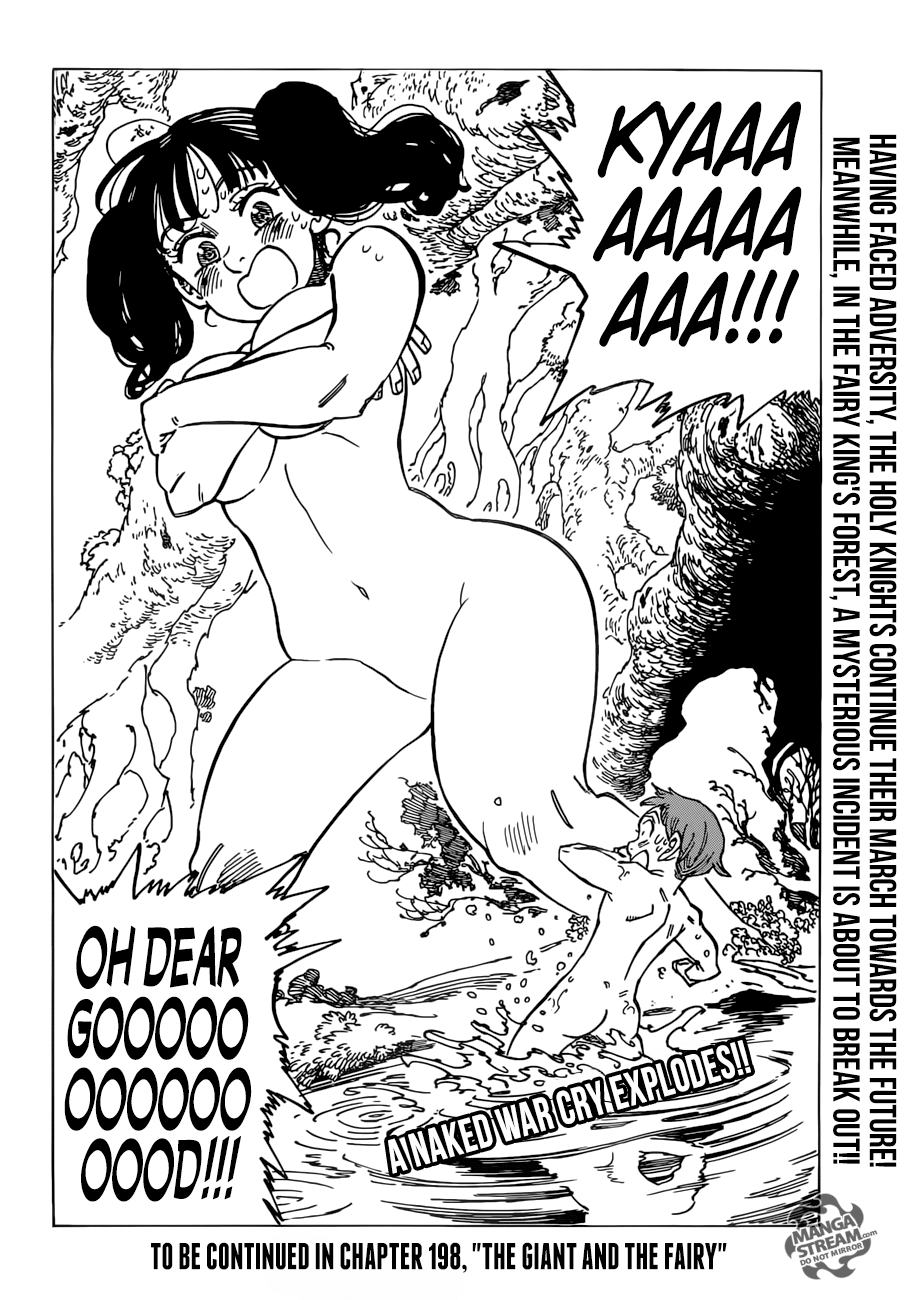 KYAAA
AAAAA
AAA!!!
HAVING FACED ADVERSITY, THE HOLY KNIGHTS CONTINUE THEIR MARCH TOWARDS THE FUTURE!
MEANWHILE, IN THE FAIRY KING'S FOREST, A MYSTERIOUS INCIDENT IS ABOUT TO BREAK OUT!!
OH DEAR
GOOOOO
OOOOOO
OOOD!!!
A NAKED WAR CRY EXPLODES!!
TO BE CONTINUED IN CHAPTER 198, "THE GIANT AND THE FAIRY"
MANGA
STREAM.com
DO NOT MIRROR